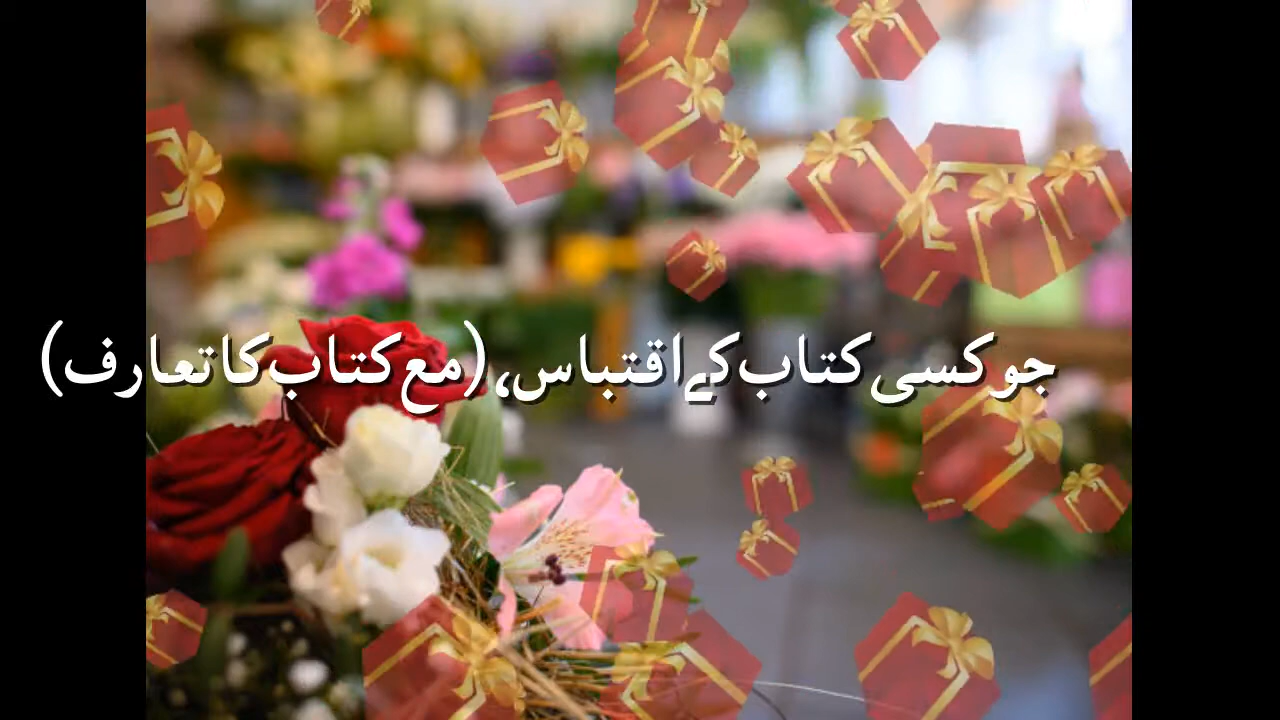 جو کسی کتاب کے اقتباس، (مع کتاب کا تعارف)